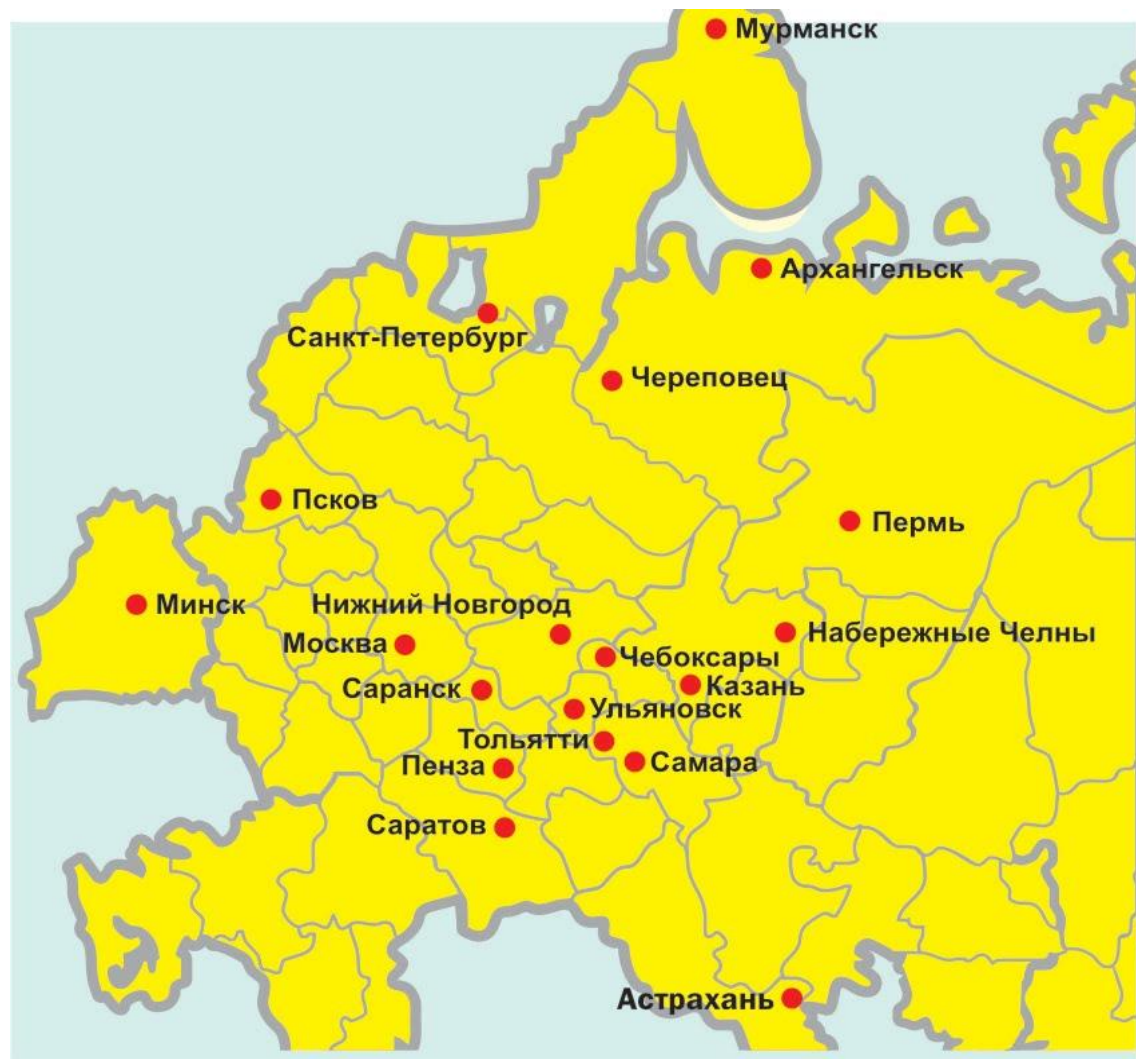 Мурманск
Архангельск
Санкт-Петербург
Череповец
Псков
Пермь
Минск
Нижний Новгород
Набережные Челны
Москва
Чебоксары
Саранск
Казань
Ульяновск
Тольятти
Пенза
Самара
Саратов
Астрахань